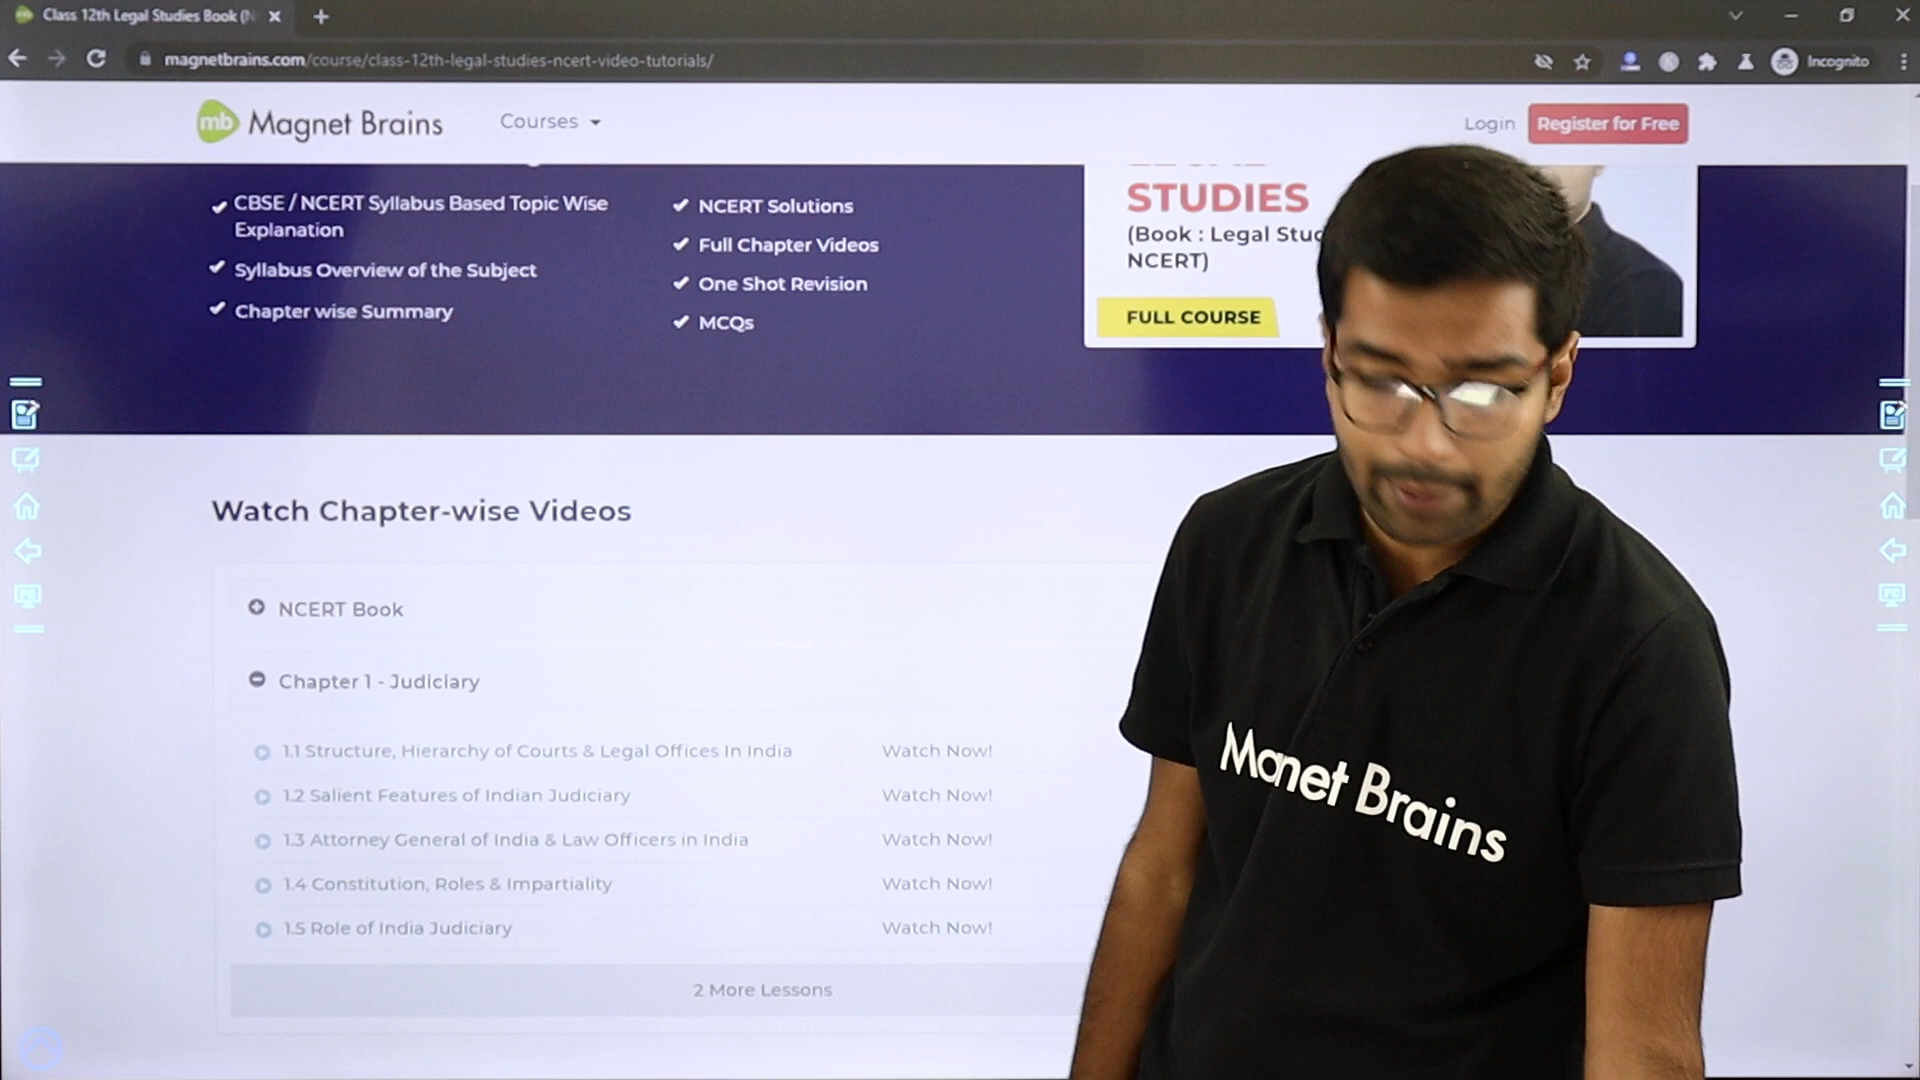 Class 12th Legal Studies Book (N
magnetbrains.com/course/class-12th-legal-studies-ncert-video-tutorials/
Incognito
mb Magnet Brains
Courses
Login
Register for Free
CBSE / NCERT Syllabus Based Topic Wise
Explanation
Syllabus Overview of the Subject
Chapter wise Summary
NCERT Solutions
Full Chapter Videos
One Shot Revision
MCQs
STUDIES
(Book : Legal Stud
NCERT)
FULL COURSE
Watch Chapter-wise Videos
NCERT Book
Chapter 1 - Judiciary
1.1 Structure, Hierarchy of Courts & Legal Offices In India Watch Now!
1.2 Salient Features of Indian Judiciary Watch Now!
1.3 Attorney General of India & Law Officers in India Watch Now!
1.4 Constitution, Roles & Impartiality Watch Now!
1.5 Role of India Judiciary Watch Now!
2 More Lessons
PC
PC
Manet Brains